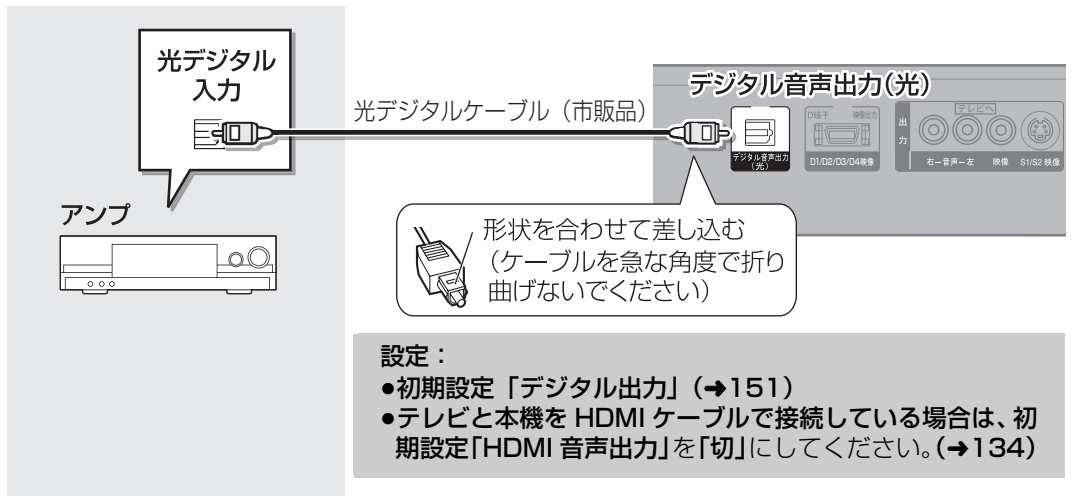 光デジタル
入力
アンプ
光デジタルケーブル（市販品）
デジタル音声出力（光）
デジタル音声出力
（光）
D端子 映像出力
D1/D2/D3/D4映像
出力
テレビへ
右ー音声ー左 映像 S1/S2 映像
形状を合わせて差し込む
（ケーブルを急な角度で折り
曲げないでください）
設定：
●初期設定「デジタル出力」（➜151）
●テレビと本機を HDMI ケーブルで接続している場合は、初
期設定「HDMI 音声出力」を「切」にしてください。（➜134）